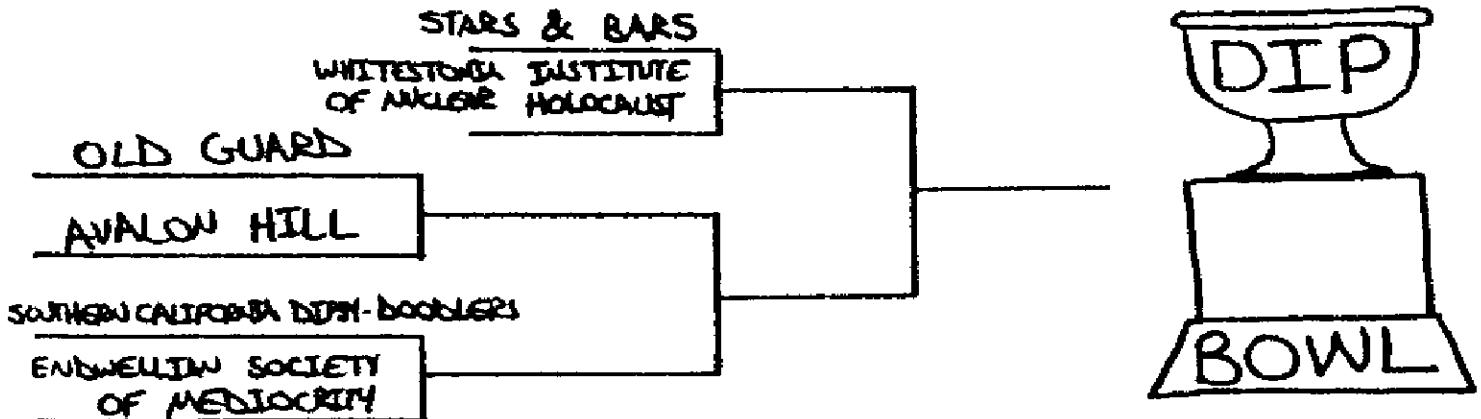 STARS & BARS
WHITESTONIA INSTITUTE
OF NUCLEAR HOLOCAUST
OLD GUARD
AVALON HILL
SOUTHERN CALIFORNIA DIPPY-DOODLERS
ENDWELLIAN SOCIETY
OF MEDIOCRITY
DIP
BOWL